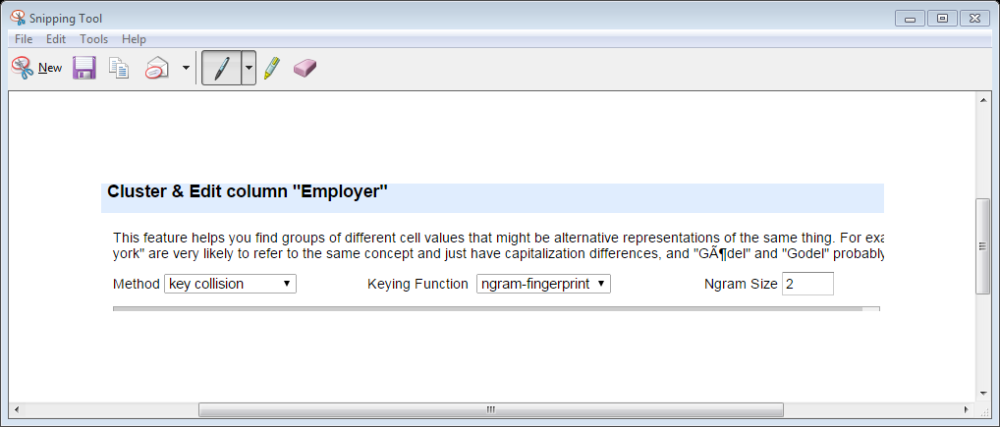 Snipping Tool
File Edit Tools Help
New
Cluster & Edit column "Employer"
This feature helps you find groups of different cell values that might be alternative representations of the same thing. For exa
york" are very likely to refer to the same concept and just have capitalization differences, and "GÃ¶del" and "Godel" probably
Method key collision Keying Function ngram-fingerprint Ngram Size 2